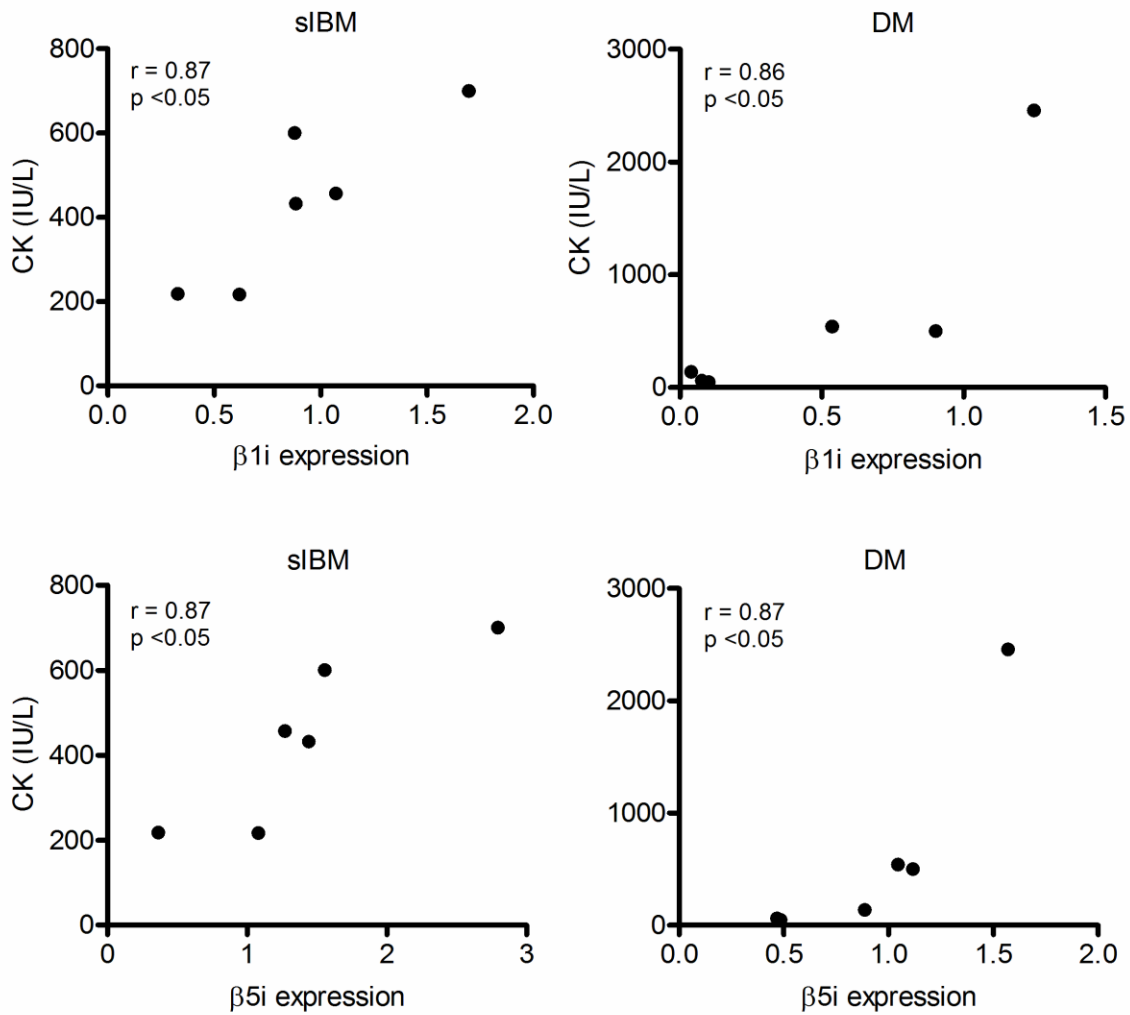 sIBM
r = 0.87
p <0.05
CK (IU/L)
800
600
400
200
0
0.0 0.5 1.0 1.5 2.0
β1i expression
DM
r = 0.86
p <0.05
CK (IU/L)
3000
2000
1000
0
0.0 0.5 1.0 1.5
β1i expression
sIBM
r = 0.87
p <0.05
CK (IU/L)
800
600
400
200
0
0 1 2 3
β5i expression
DM
r = 0.87
p <0.05
3000
2000
1000
0
0.0 0.5 1.0 1.5 2.0
β5i expression